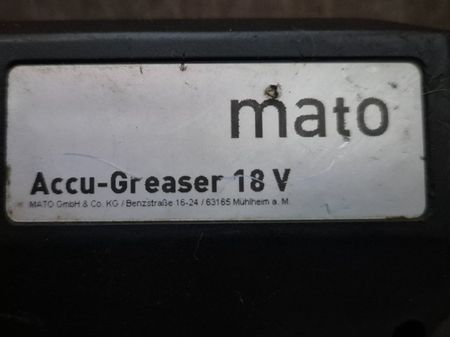 mato
Accu-Greaser 18 V
MATO GmbH & Co. KG / Benzstraße 16-24 / 63165 Mühlheim a. M.